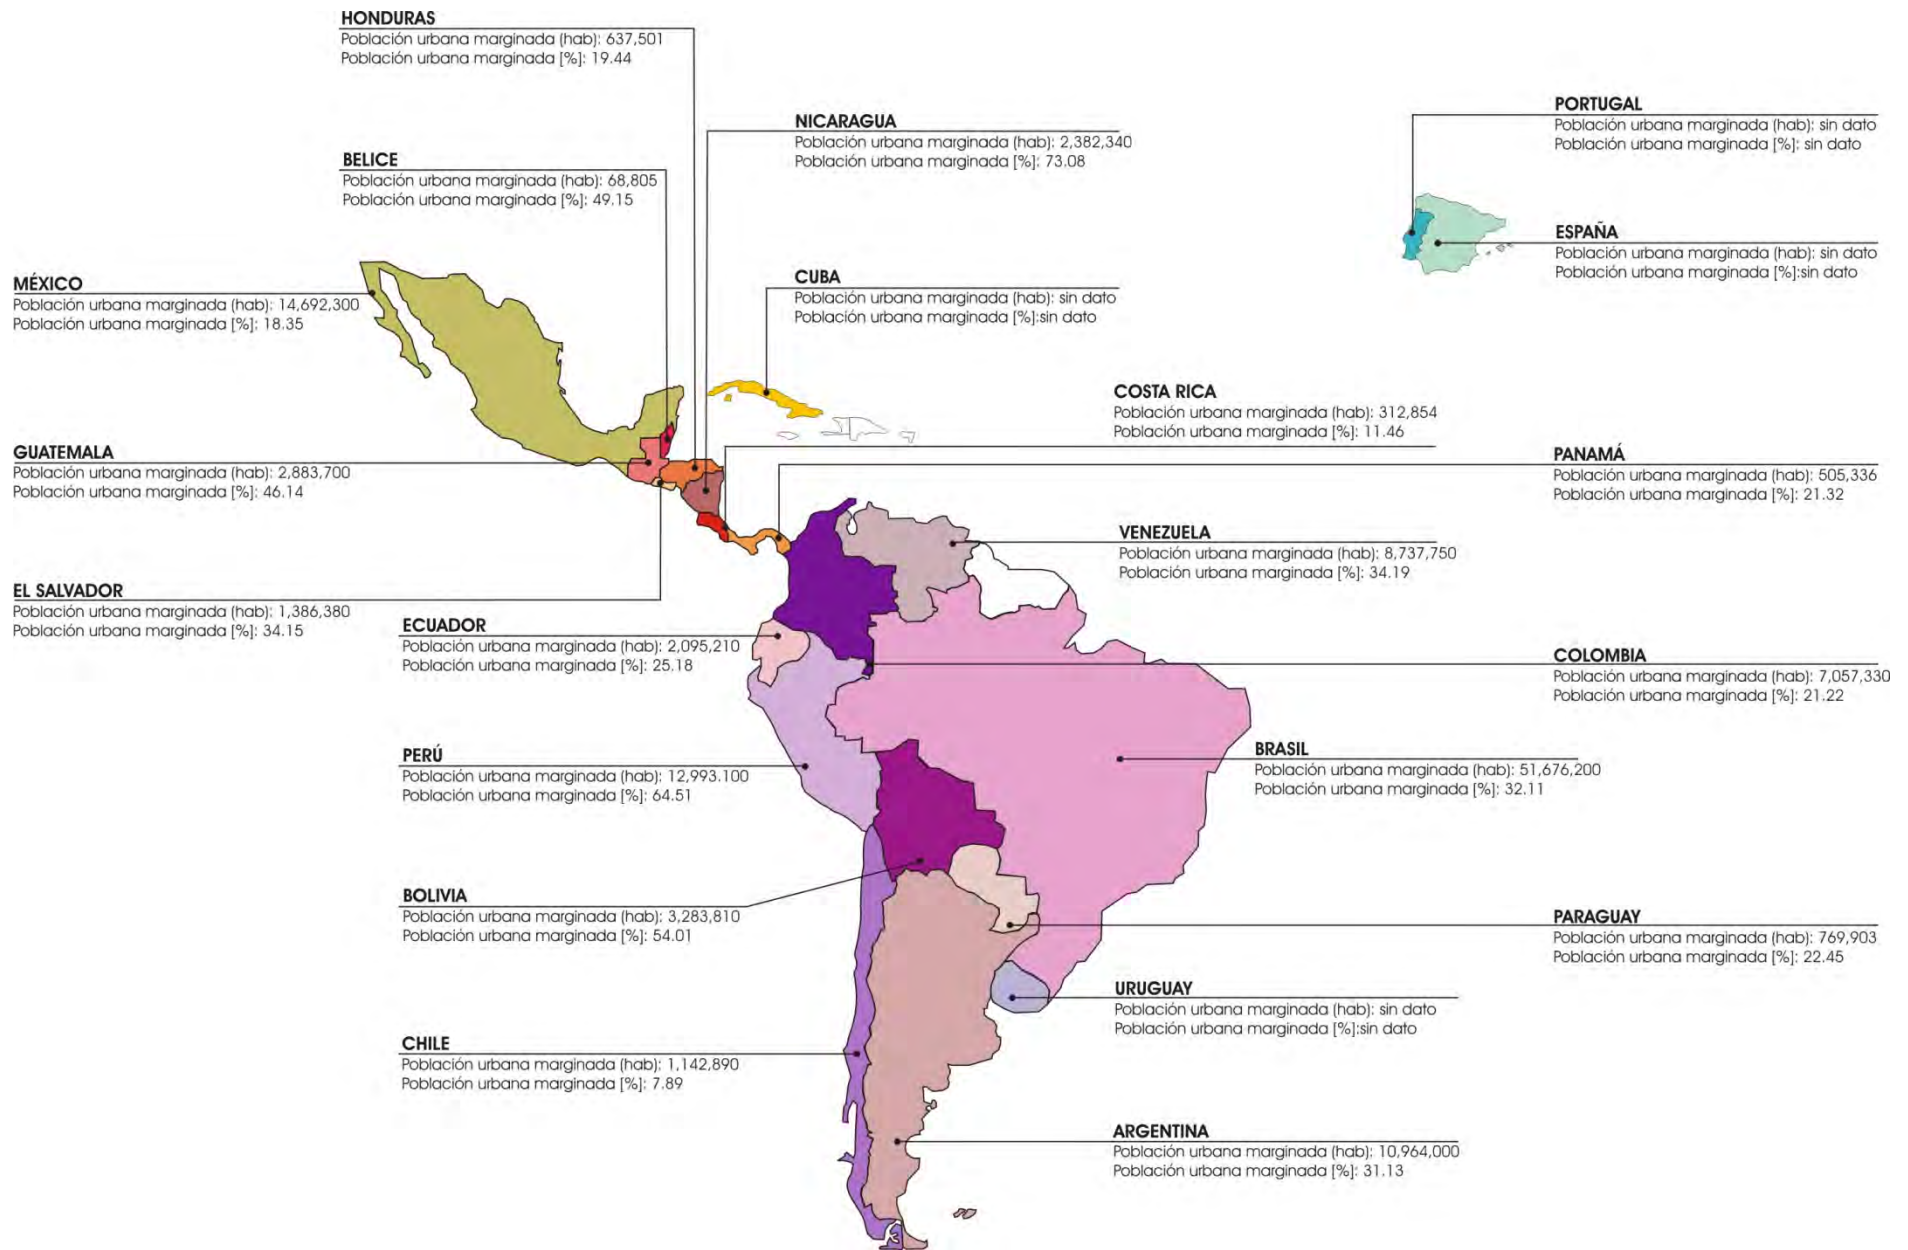 HONDURAS
Población urbana marginada (hab): 637,501
Población urbana marginada [%]: 19.44
PORTUGAL
Población urbana marginada (hab): sin dato
Población urbana marginada [%]: sin dato
NICARAGUA
Población urbana marginada (hab): 2,382,340
Población urbana marginada [%]: 73.08
BELICE
Población urbana marginada (hab): 68,805
Población urbana marginada [%]: 49.15
ESPAÑA
Población urbana marginada (hab): sin dato
Población urbana marginada [%]:sin dato
MÉXICO
Población urbana marginada (hab): 14,692,300
Población urbana marginada [%]: 18.35
CUBA
Población urbana marginada (hab): sin dato
Población urbana marginada [%]:sin dato
COSTA RICA
Población urbana marginada (hab): 312,854
Población urbana marginada [%]: 11.46
GUATEMALA
Población urbana marginada (hab): 2,883,700
Población urbana marginada [%]: 46.14
PANAMÁ
Población urbana marginada (hab): 505,336
Población urbana marginada [%]: 21.32
VENEZUELA
Población urbana marginada (hab): 8,737,750
Población urbana marginada [%]: 34.19
EL SALVADOR
Población urbana marginada (hab): 1,386,380
Población urbana marginada [%]: 34.15
ECUADOR
Población urbana marginada (hab): 2,095,210
Población urbana marginada [%]: 25.18
COLOMBIA
Población urbana marginada (hab): 7,057,330
Población urbana marginada [%]: 21.22
PERÚ
Población urbana marginada (hab): 12,993.100
Población urbana marginada [%]: 64.51
BRASIL
Población urbana marginada (hab): 51,676,200
Población urbana marginada [%]: 32.11
BOLIVIA
Población urbana marginada (hab): 3,283,810
Población urbana marginada [%]: 54.01
PARAGUAY
Población urbana marginada (hab): 769,903
Población urbana marginada [%]: 22.45
URUGUAY
Población urbana marginada (hab): sin dato
Población urbana marginada [%]:sin dato
CHILE
Población urbana marginada (hab): 1,142,890
Población urbana marginada [%]: 7.89
ARGENTINA
Población urbana marginada (hab): 10,964,000
Población urbana marginada [%]: 31.13